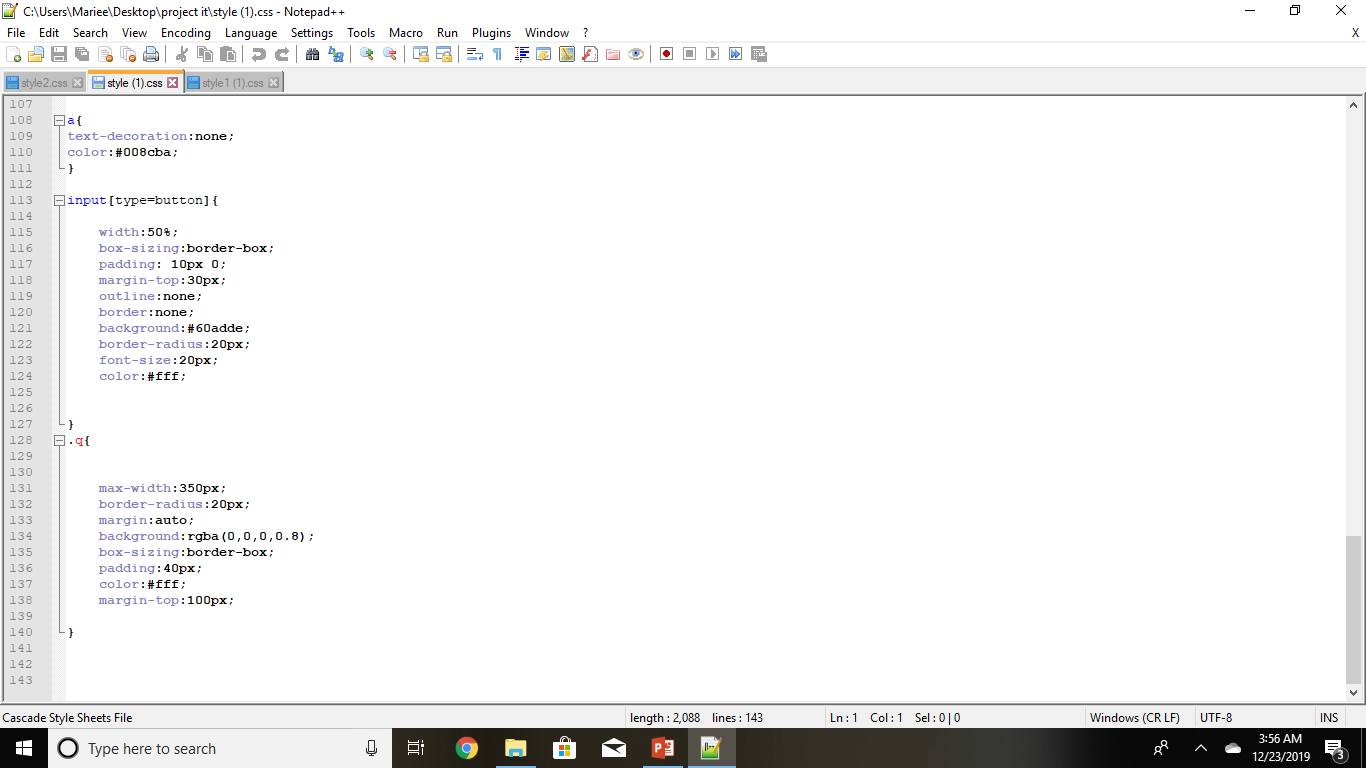 C:\Users\Mariee\Desktop\project it\style (1).css - Notepad++
File Edit Search View Encoding Language Settings Tools Macro Run Plugins Window ? X
style2.css style (1).css style1 (1).css
107
108 a{
109 text-decoration:none;
110 color:#008cba;
111 }
112
113 input[type=button]{
114
115 width:50%;
116 box-sizing:border-box;
117 padding: 10px 0;
118 margin-top:30px;
119 outline:none;
120 border:none;
121 background:#60adde;
122 border-radius:20px;
123 font-size:20px;
124 color:#fff;
125
126
127 }
128 .q{
129
130
131 max-width:350px;
132 border-radius:20px;
133 margin:auto;
134 background:rgba(0,0,0,0.8);
135 box-sizing:border-box;
136 padding:40px;
137 color:#fff;
138 margin-top:100px;
139
140 }
141
142
143
Cascade Style Sheets File length : 2,088 lines : 143 Ln : 1 Col : 1 Sel : 0 | 0 Windows (CR LF) UTF-8 INS
Type here to search
3:56 AM
12/23/2019
3